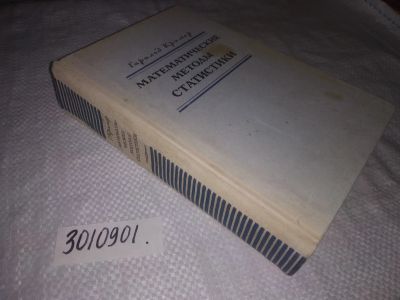 Гаральд Крамер
МАТЕМАТИЧЕСКИЕ
МЕТОДЫ
СТАТИСТИКИ
3010901.